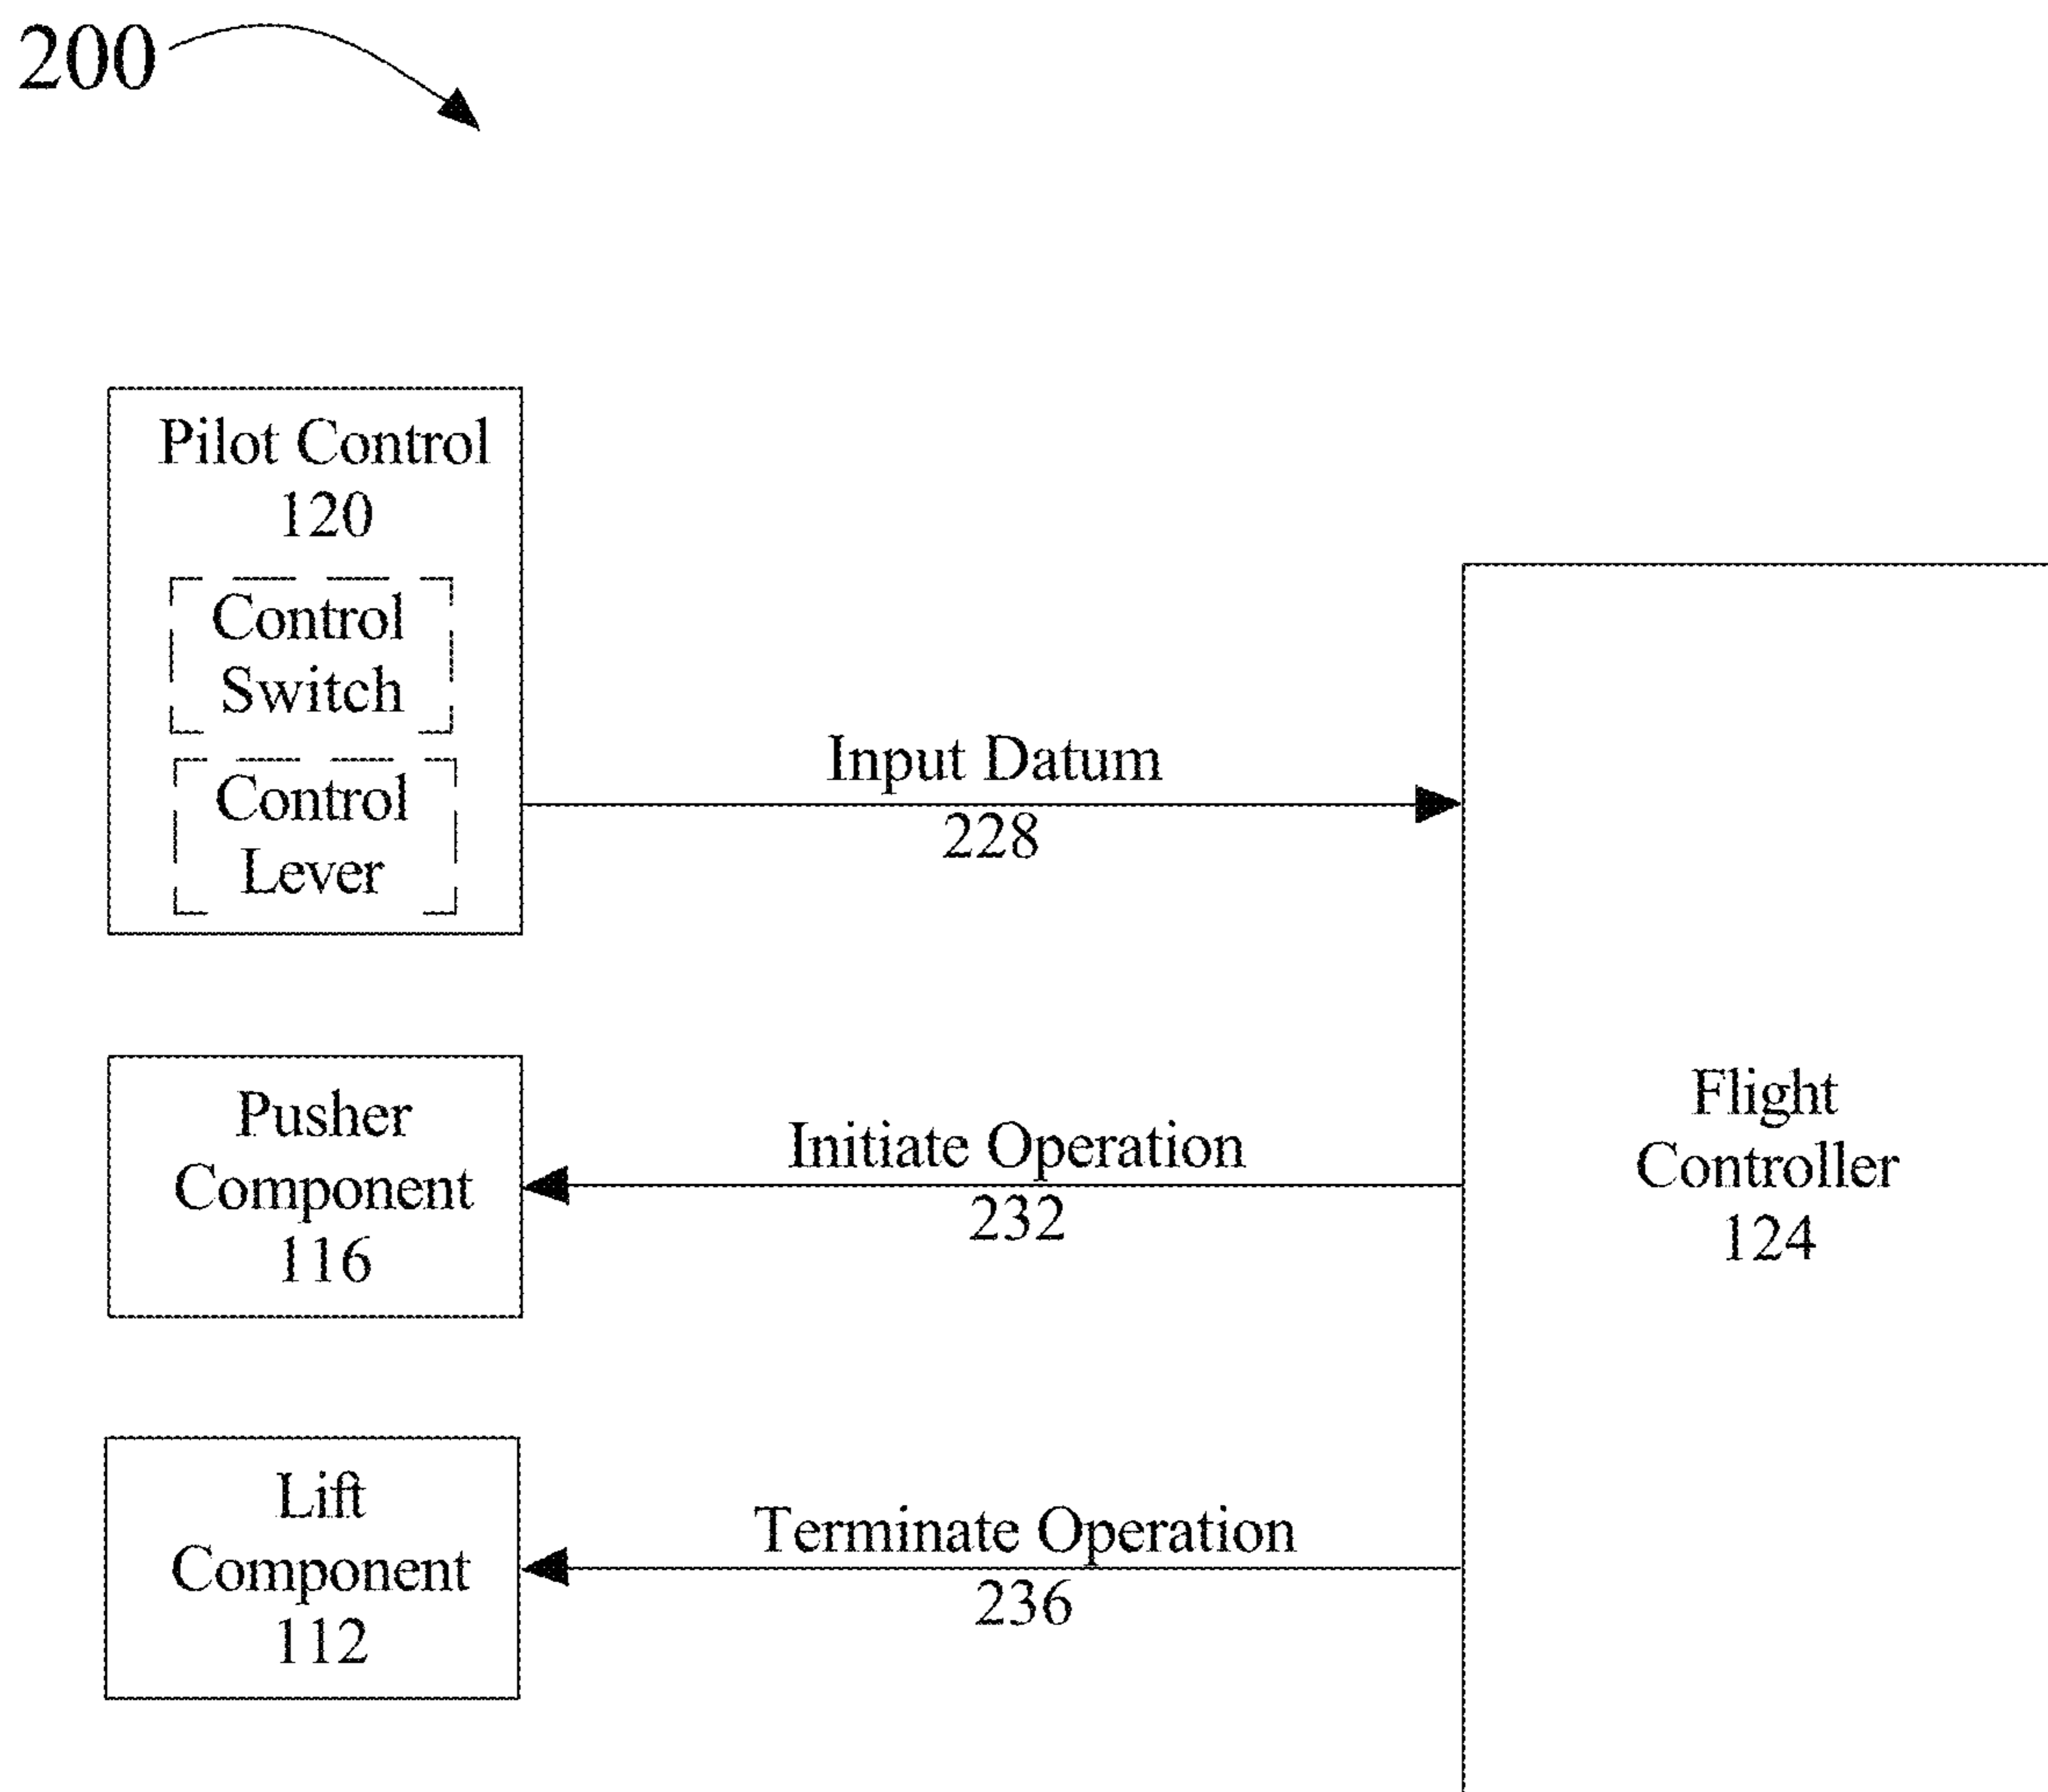 200
Pilot Control
120
Control
Switch
Control
Lever
Input Datum
228
Pusher
Component
116
Initiate Operation
232
Flight
Controller
124
Lift
Component
112
Terminate Operation
236